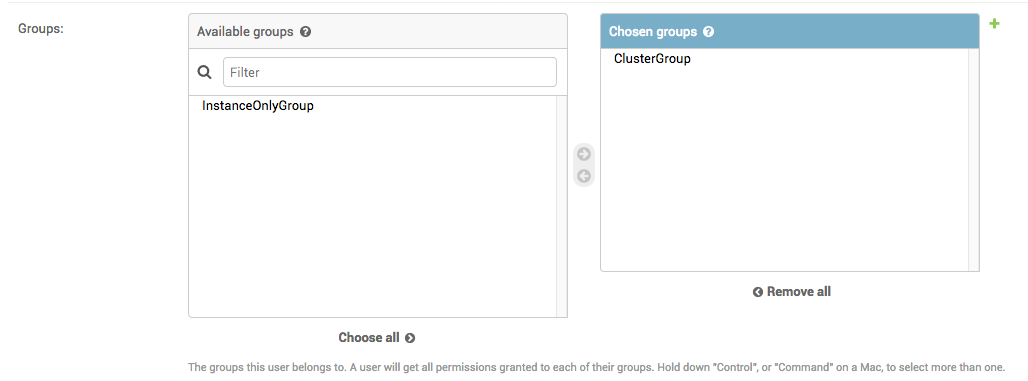 Groups:
Available groups
Filter
InstanceOnlyGroup
Choose all
Chosen groups
ClusterGroup
Remove all
The groups this user belongs to. A user will get all permissions granted to each of their groups. Hold down "Control", or "Command" on a Mac, to select more than one.